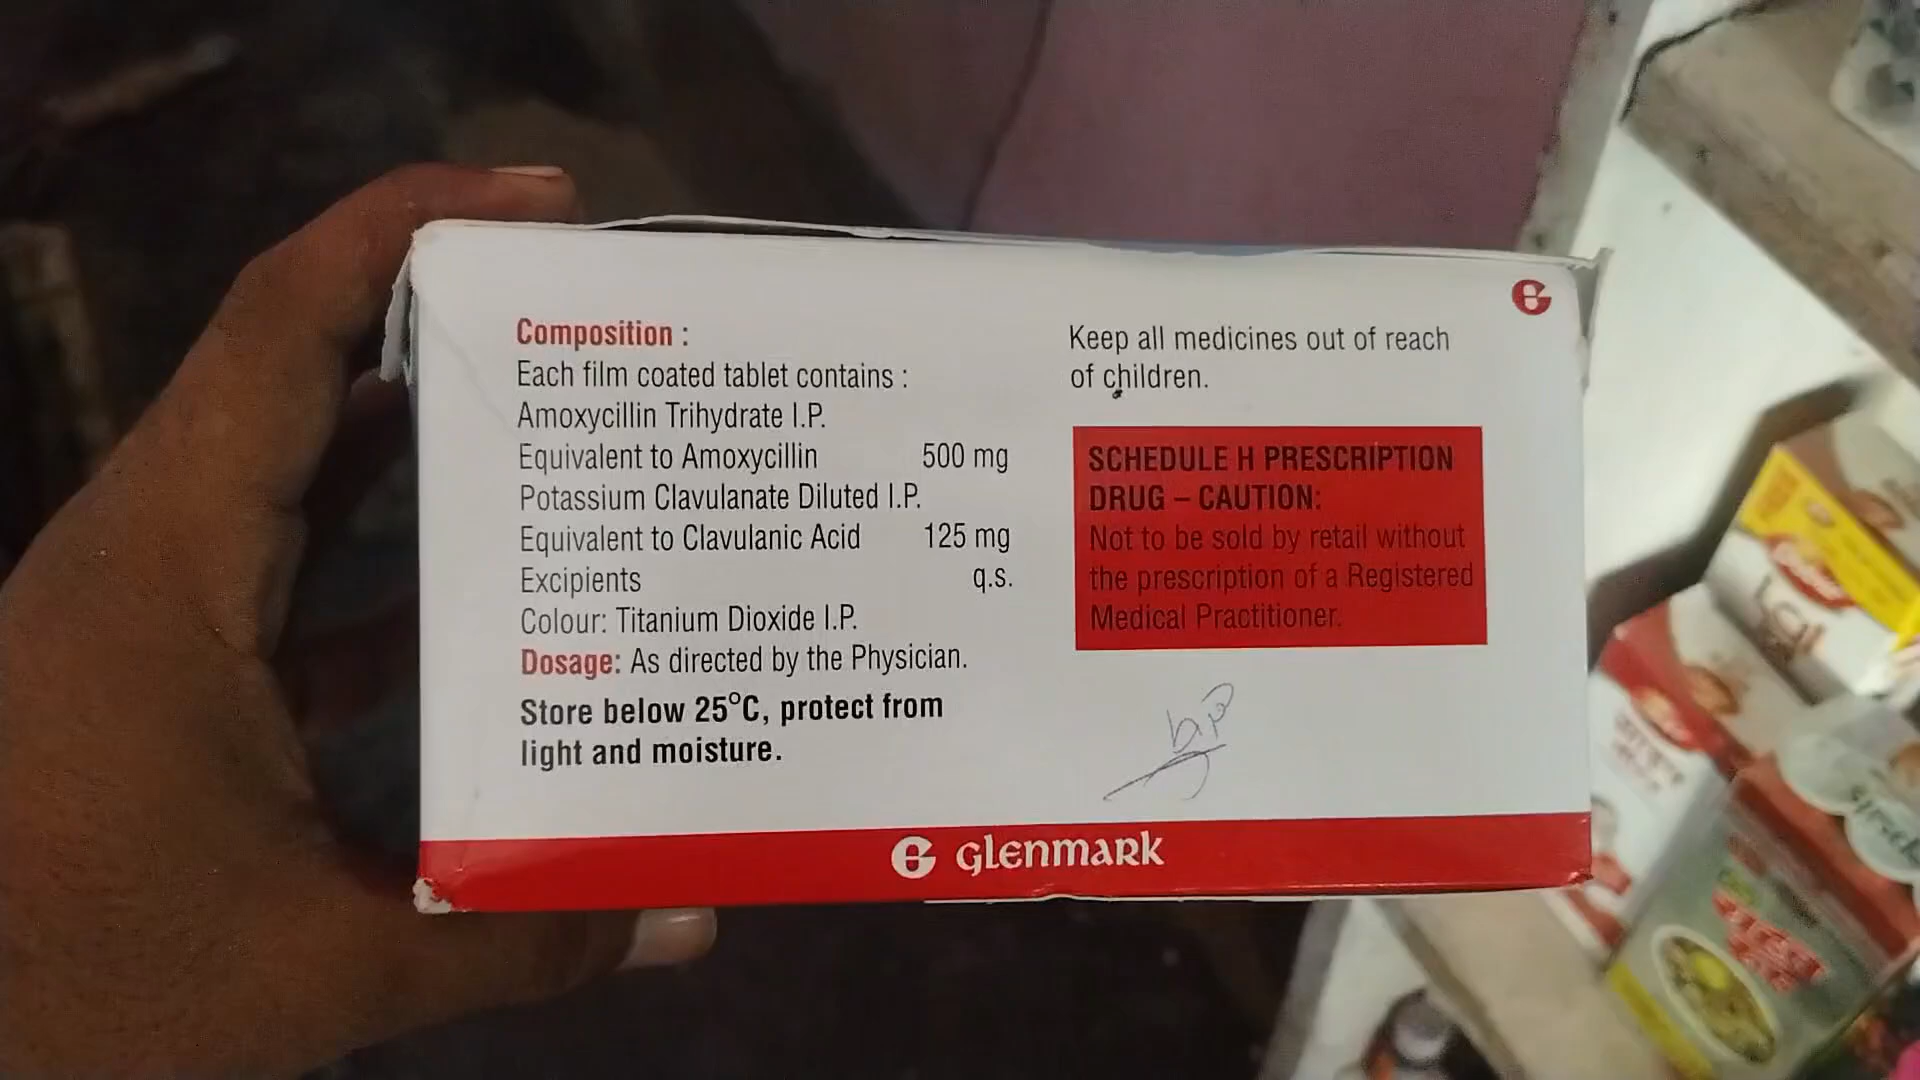 Composition :
Each film coated tablet contains :
Amoxycillin Trihydrate I.P.
Equivalent to Amoxycillin 500 mg
Potassium Clavulanate Diluted I.P.
Equivalent to Clavulanic Acid 125 mg
Excipients q.s.
Colour: Titanium Dioxide I.P.
Dosage: As directed by the Physician.
Store below 25°C, protect from
light and moisture.
Keep all medicines out of reach
of children.
SCHEDULE H PRESCRIPTION
DRUG – CAUTION:
Not to be sold by retail without
the prescription of a Registered
Medical Practitioner.
Glenmark